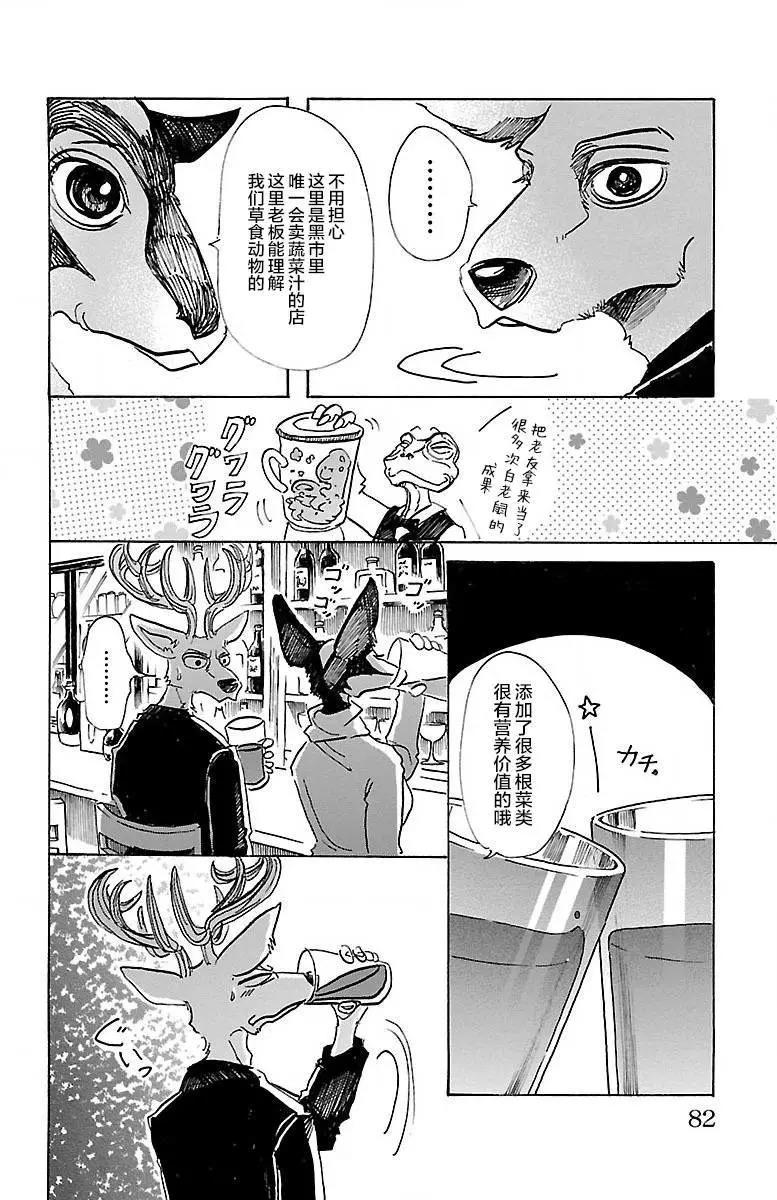 ……
不用担心
这里是黑市里
唯一会卖蔬菜汁的店
这里老板能理解
我们草食动物的
把老友拿来当了
很多次白老鼠的
成果
グワラ
グワラ
添加了很多根菜类
很有营养价值的哦
カチ。
ゴッ
ゴッ
……
82